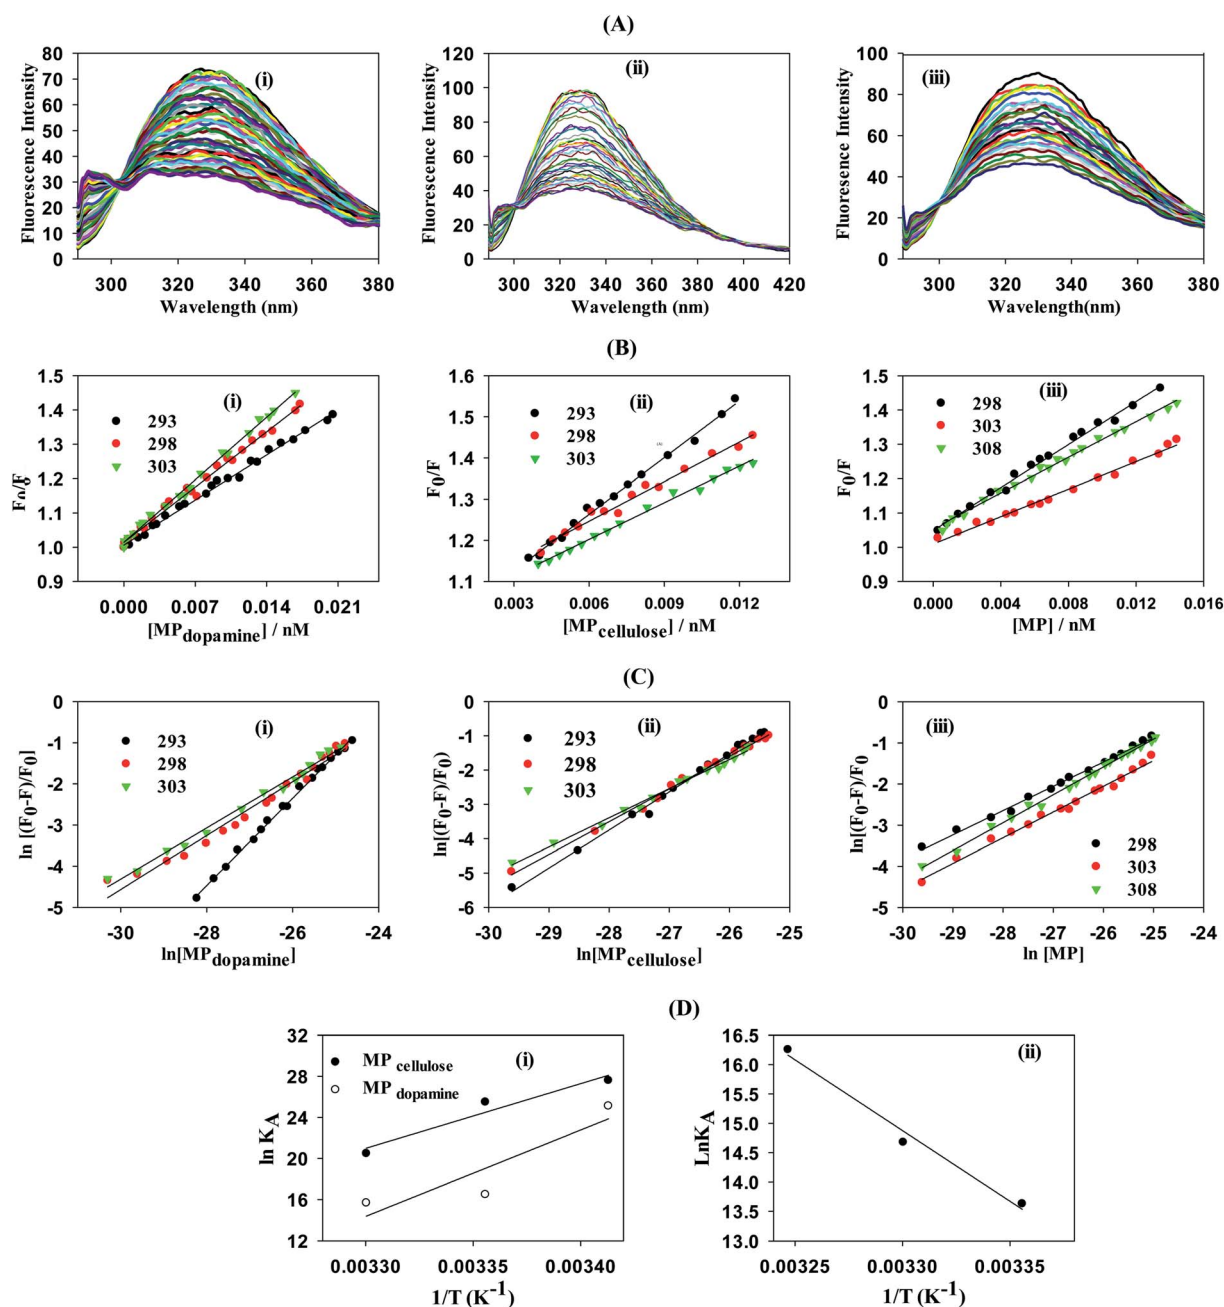 (A)
(i)
80
70
60
50
40
30
20
10
0
Fluorescence Intensity
300 320 340 360 380
Wavelength (nm)
(ii)
120
100
80
60
40
20
0
Fluorescence Intensity
300 320 340 360 380 400 420
Wavelength (nm)
(iii)
100
80
60
40
20
0
Fluorescence Intensity
300 320 340 360 380
Wavelength(nm)
(B)
(i)
1.5
1.4
1.3
1.2
1.1
1.0
0.9
293
298
303
0.000 0.007 0.014 0.021
[MPdopamine] / nM
(ii)
1.6
1.5
1.4
1.3
1.2
1.1
F0/F
293
298
303
0.003 0.006 0.009 0.012
[MPcellulose] / nM
(iii)
1.5
1.4
1.3
1.2
1.1
1.0
0.9
F0/F
298
303
308
0.000 0.004 0.008 0.012 0.016
[MP] / nM
(C)
(i)
0
-1
-2
-3
-4
-5
ln [(F0-F)/F0]
293
298
303
-30 -28 -26 -24
ln[MPdopamine]
(ii)
0
-1
-2
-3
-4
-5
-6
ln[(F0-F)/F0)
293
298
303
-30 -29 -28 -27 -26 -25
ln[MPcellulose]
(iii)
0
-1
-2
-3
-4
-5
ln[(F0-F)/F0
298
303
308
-30 -29 -28 -27 -26 -25 -24
ln [MP]
(D)
(i)
32
28
24
20
16
12
ln KA
MP cellulose
MP dopamine
0.00330 0.00335 0.00340
1/T (K-1)
(ii)
16.5
16.0
15.5
15.0
14.5
14.0
13.5
13.0
LnKA
0.00325 0.00330 0.00335
1/T (K-1)